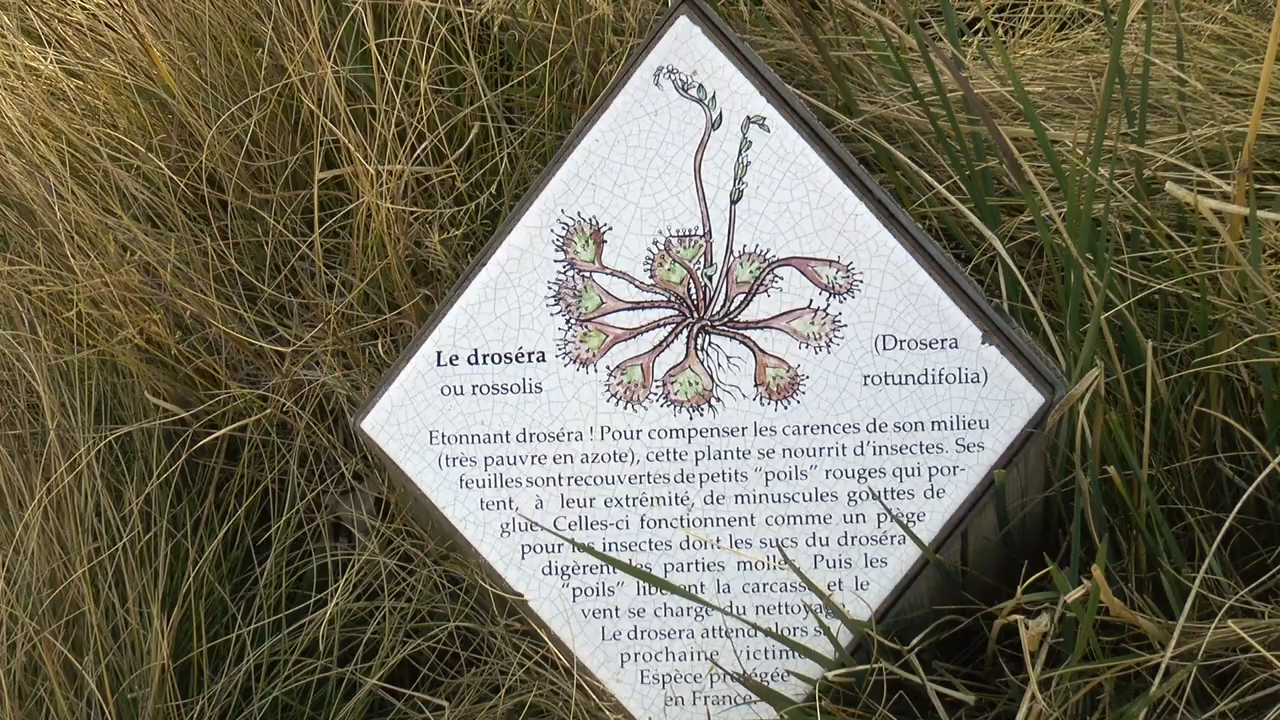 Le droséra
ou rossolis
(Drosera
rotundifolia)
Etonnant droséra ! Pour compenser les carences de son milieu
(très pauvre en azote), cette plante se nourrit d'insectes. Ses
feuilles sont recouvertes de petits "poils" rouges qui por-
tent, à leur extrêmité, de minuscules gouttes de
glue. Celles-ci fonctionnent comme un piège
pour les insectes dont les sucs du droséra
digèrent les parties molles. Puis les
"poils" libèrent la carcasse et le
vent se charge du nettoyage.
Le drosera attend alors sa
prochaine victime
Espèce protégée
en France.